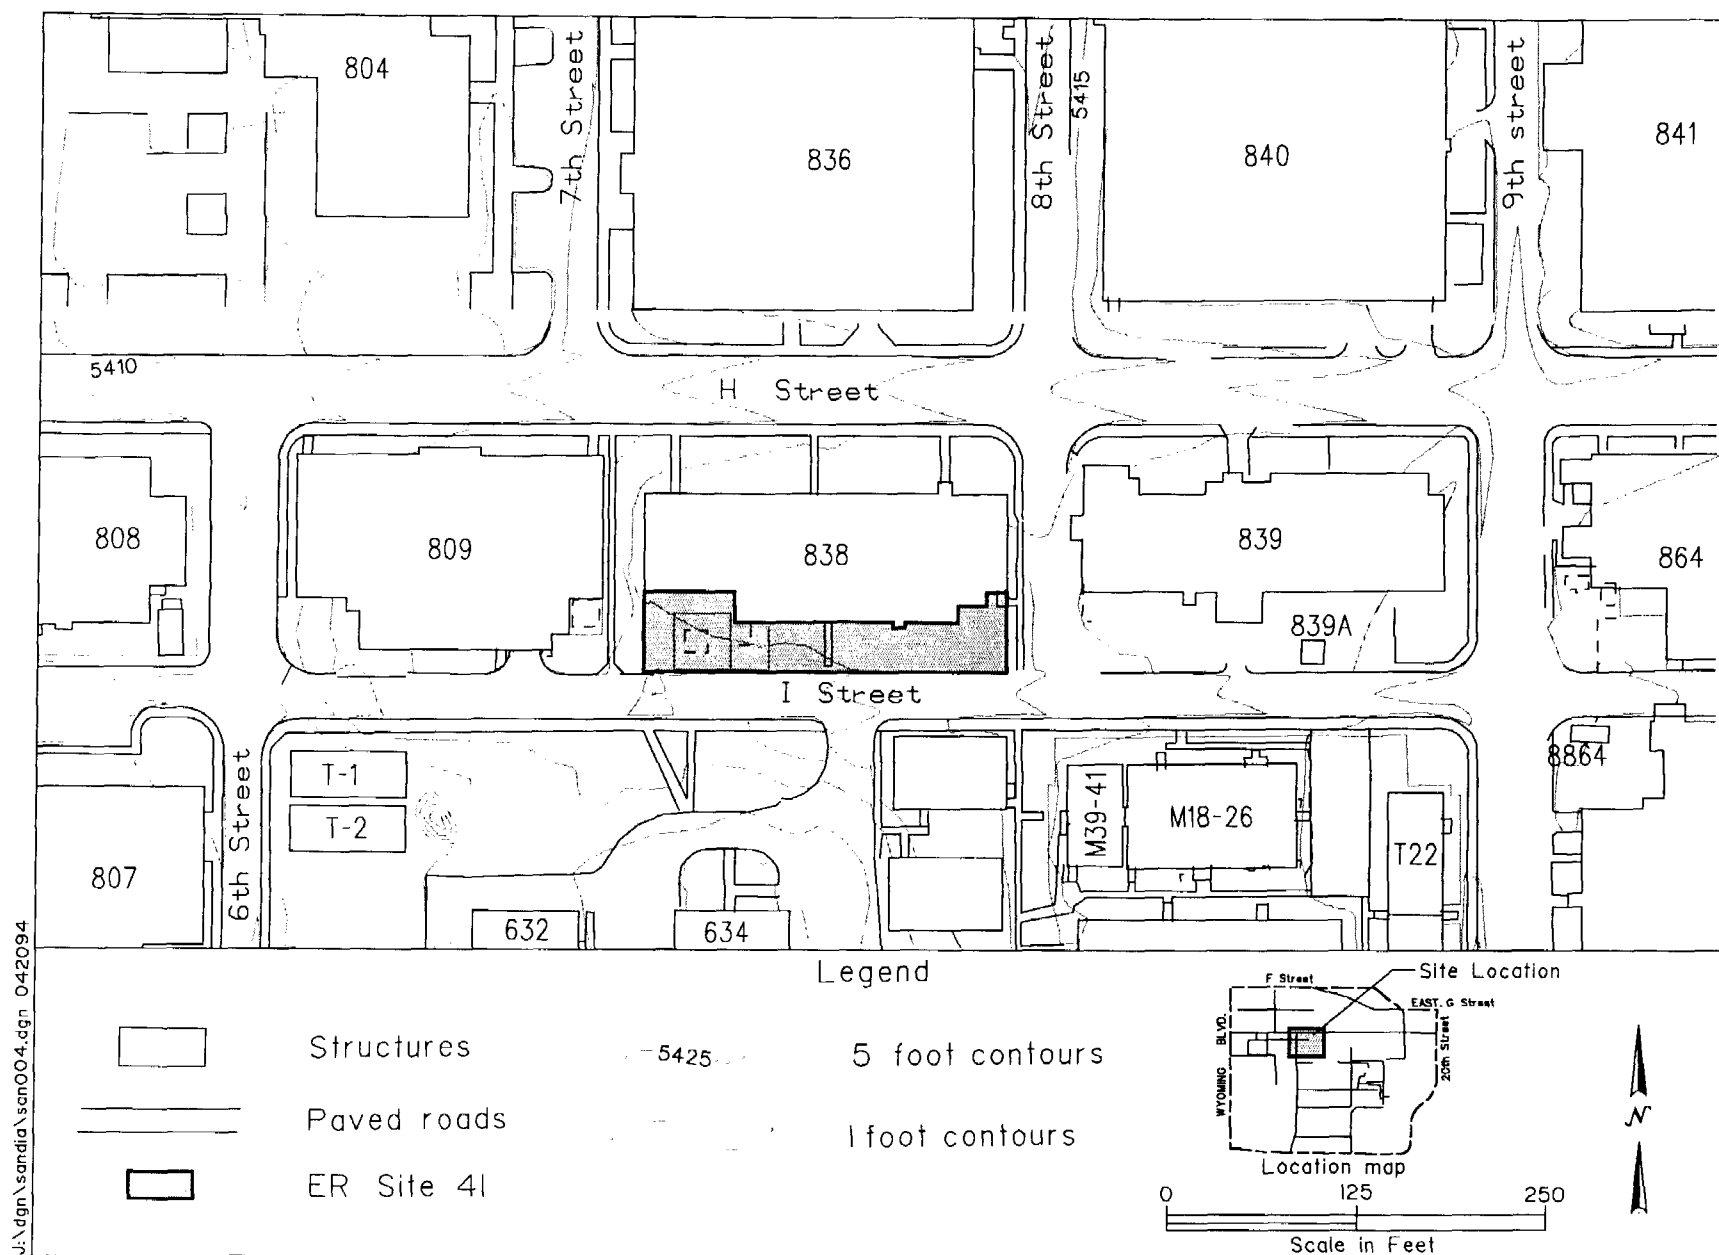 804
7th Street
836
8th Street
5415
840
9th street
841
5410
H Street
808
809
838
839
864
839A
I Street
8864
T-1
T-2
6th Street
807
632
634
M39-41
M18-26
T22
Legend
Structures
5425
5 foot contours
Paved roads
1 foot contours
ER Site 41
Site Location
F Street
EAST. G Street
WYOMING BLVD.
20th Street
Location map
N
0 125 250
Scale in Feet
J:\dgn\sandia\san004.dgn 042094